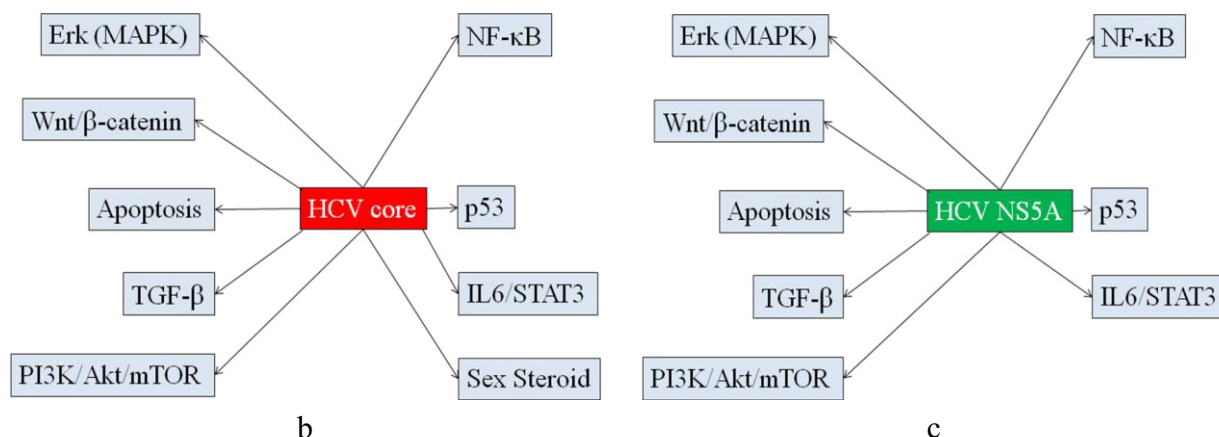 Erk (MAPK)
NF-κB
Wnt/β-catenin
HCV core
Apoptosis
p53
TGF-β
IL6/STAT3
PI3K/Akt/mTOR
Sex Steroid
b
Erk (MAPK)
NF-κB
Wnt/β-catenin
HCV NS5A
Apoptosis
p53
TGF-β
IL6/STAT3
PI3K/Akt/mTOR
c